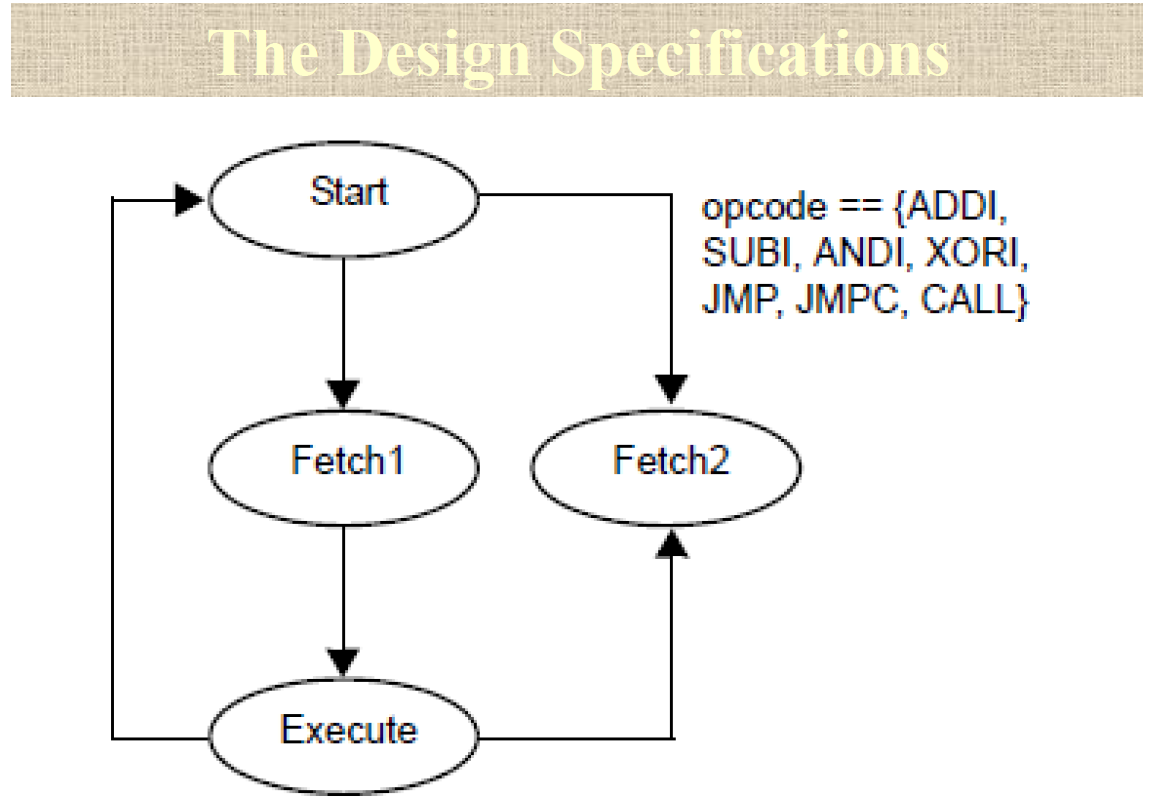 The Design Specifications
Start
opcode == {ADDI,
SUBI, ANDI, XORI,
JMP, JMPC, CALL}
Fetch1
Fetch2
Execute